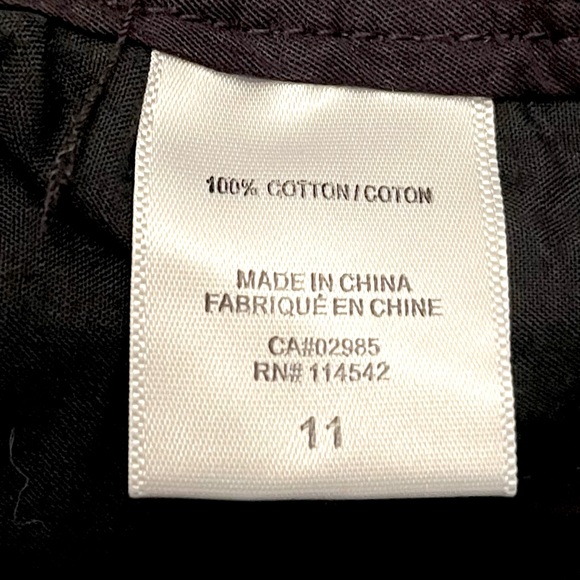 100% COTTON/COTON
MADE IN CHINA
FABRIQUÉ EN CHINE
CA#02985
RN# 114542
11